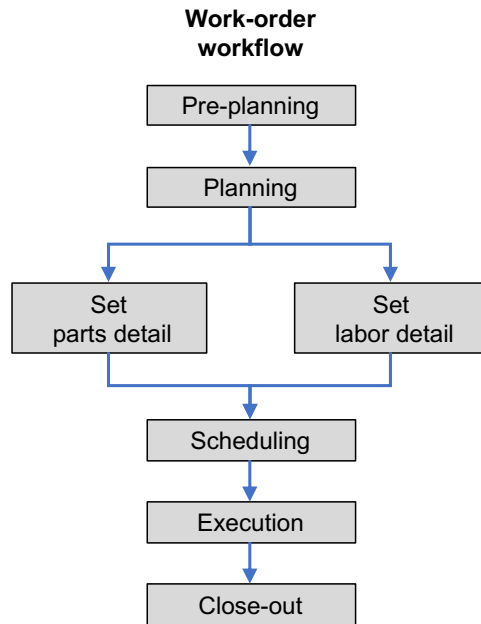 Work-order
workflow
Pre-planning
Planning
Set
parts detail
Set
labor detail
Scheduling
Execution
Close-out